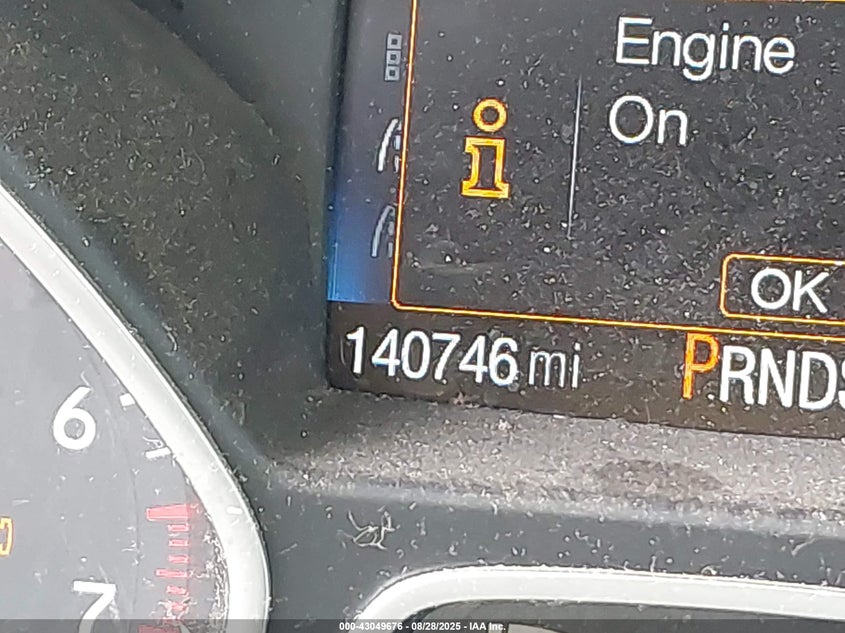 Engine
On
OK
140746 mi
PRNDS
6
7
000-43049676 - 08/28/2025 - IAA Inc.